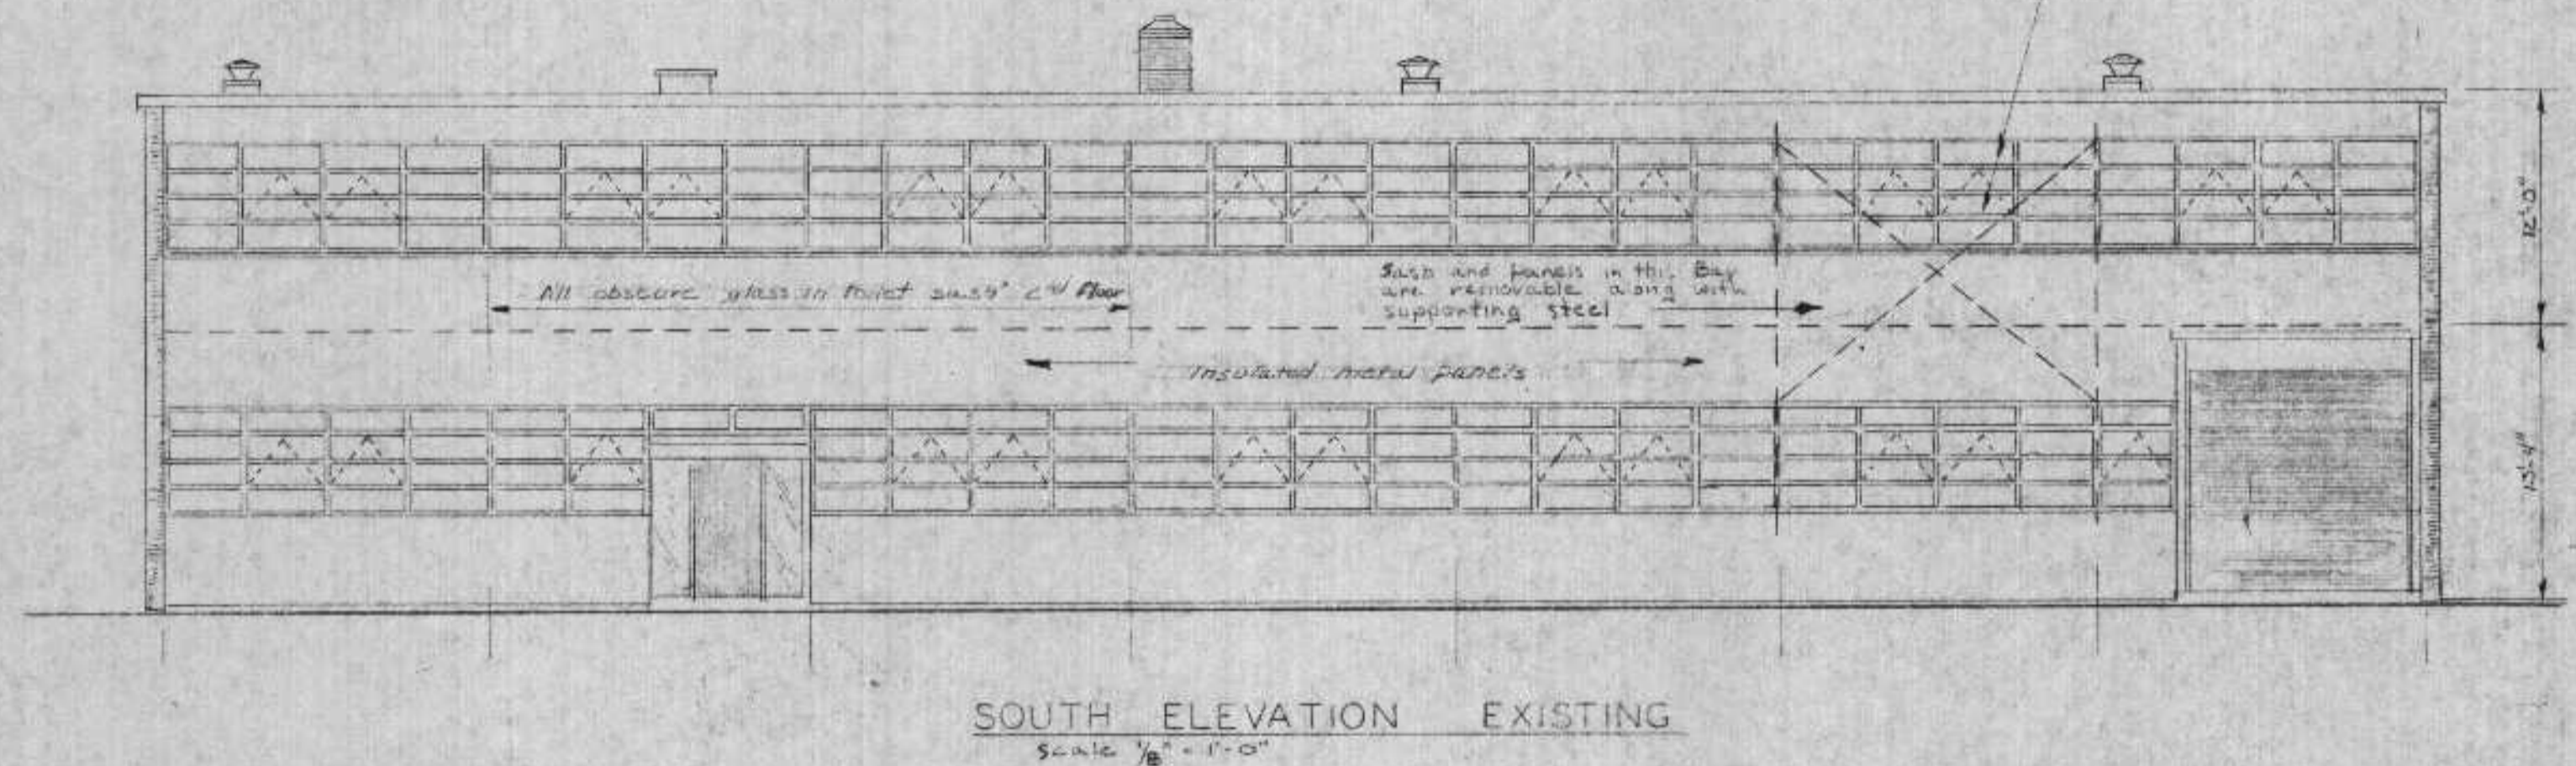 12'-0"
All obscure glass in toilet sash 2nd Floor
Sash and panels in this Bay
are removable along with
supporting steel
Insulated metal panels
13'-4"
SOUTH ELEVATION EXISTING
Scale 1/8" = 1'-0"